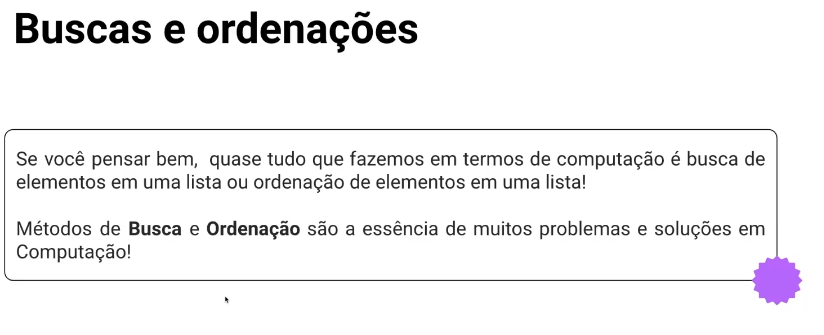 Buscas e ordenações
Se você pensar bem, quase tudo que fazemos em termos de computação é busca de
elementos em uma lista ou ordenação de elementos em uma lista!
Métodos de Busca e Ordenação são a essência de muitos problemas e soluções em
Computação!